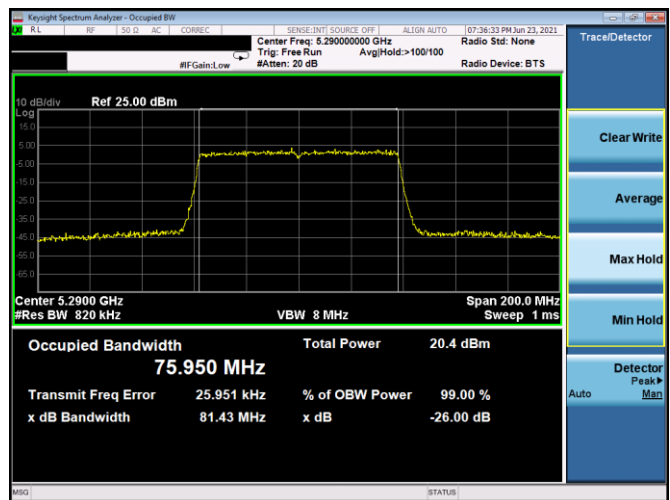 Keysight Spectrum Analyzer - Occupied BW
RL RF 50 Ω AC CORREC SENSE:INT SOURCE OFF ALIGN AUTO 07:36:33 PM Jun 23, 2021
Center Freq: 5.290000000 GHz Radio Std: None
Trig: Free Run Avg|Hold:>100/100
#IFGain:Low #Atten: 20 dB Radio Device: BTS
Trace/Detector
10 dB/div Ref 25.00 dBm
Log
15.0
5.00
-5.00
-15.0
-25.0
-35.0
-45.0
-55.0
-65.0
Center 5.2900 GHz Span 200.0 MHz
#Res BW 820 kHz VBW 8 MHz Sweep 1 ms
Occupied Bandwidth Total Power 20.4 dBm
75.950 MHz
Transmit Freq Error 25.951 kHz % of OBW Power 99.00 %
x dB Bandwidth 81.43 MHz x dB -26.00 dB
Clear Write
Average
Max Hold
Min Hold
Detector
Peak▶
Auto Man
MSG STATUS